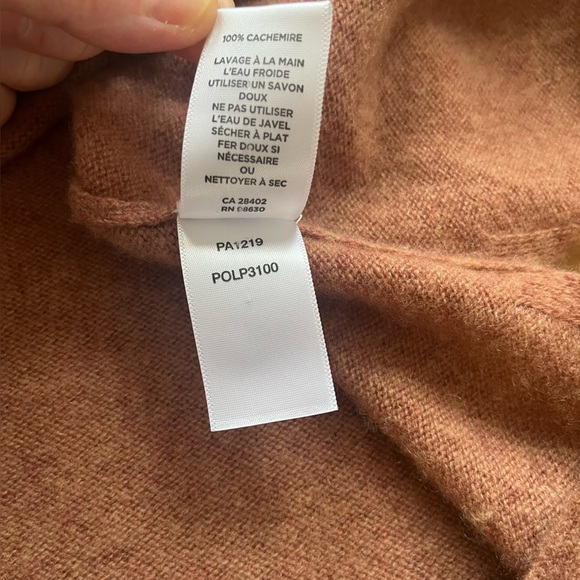 100% CACHEMIRE
LAVAGE À LA MAIN
L'EAU FROIDE
UTILISER UN SAVON
DOUX
NE PAS UTILISER
L'EAU DE JAVEL
SÉCHER À PLAT
FER DOUX SI
NÉCESSAIRE
OU
NETTOYER À SEC
CA 28402
RN 98630
PA1219
POLP3100